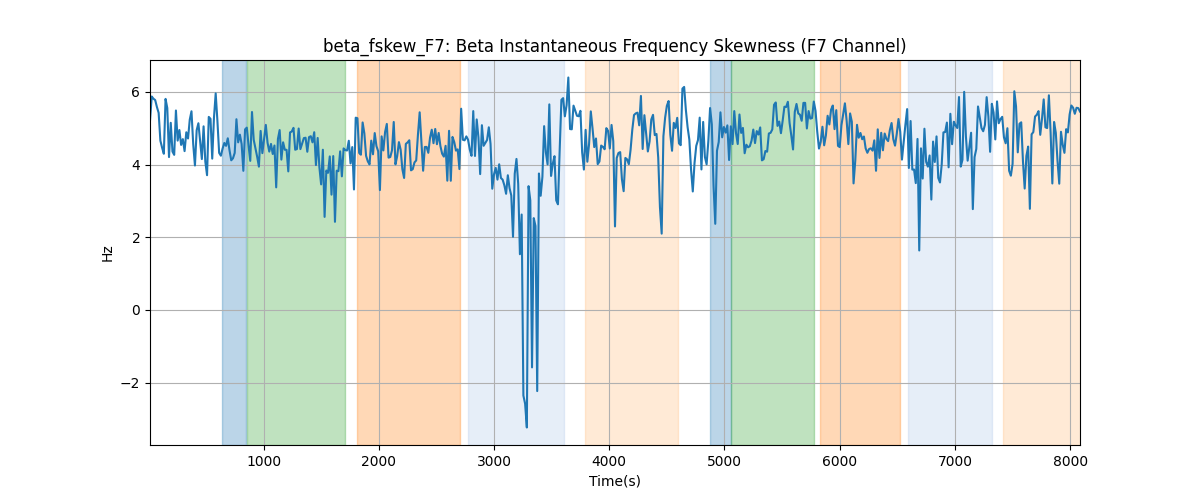 beta_fskew_F7: Beta Instantaneous Frequency Skewness (F7 Channel)
6
4
2
0
−2
Hz
1000 2000 3000 4000 5000 6000 7000 8000
Time(s)